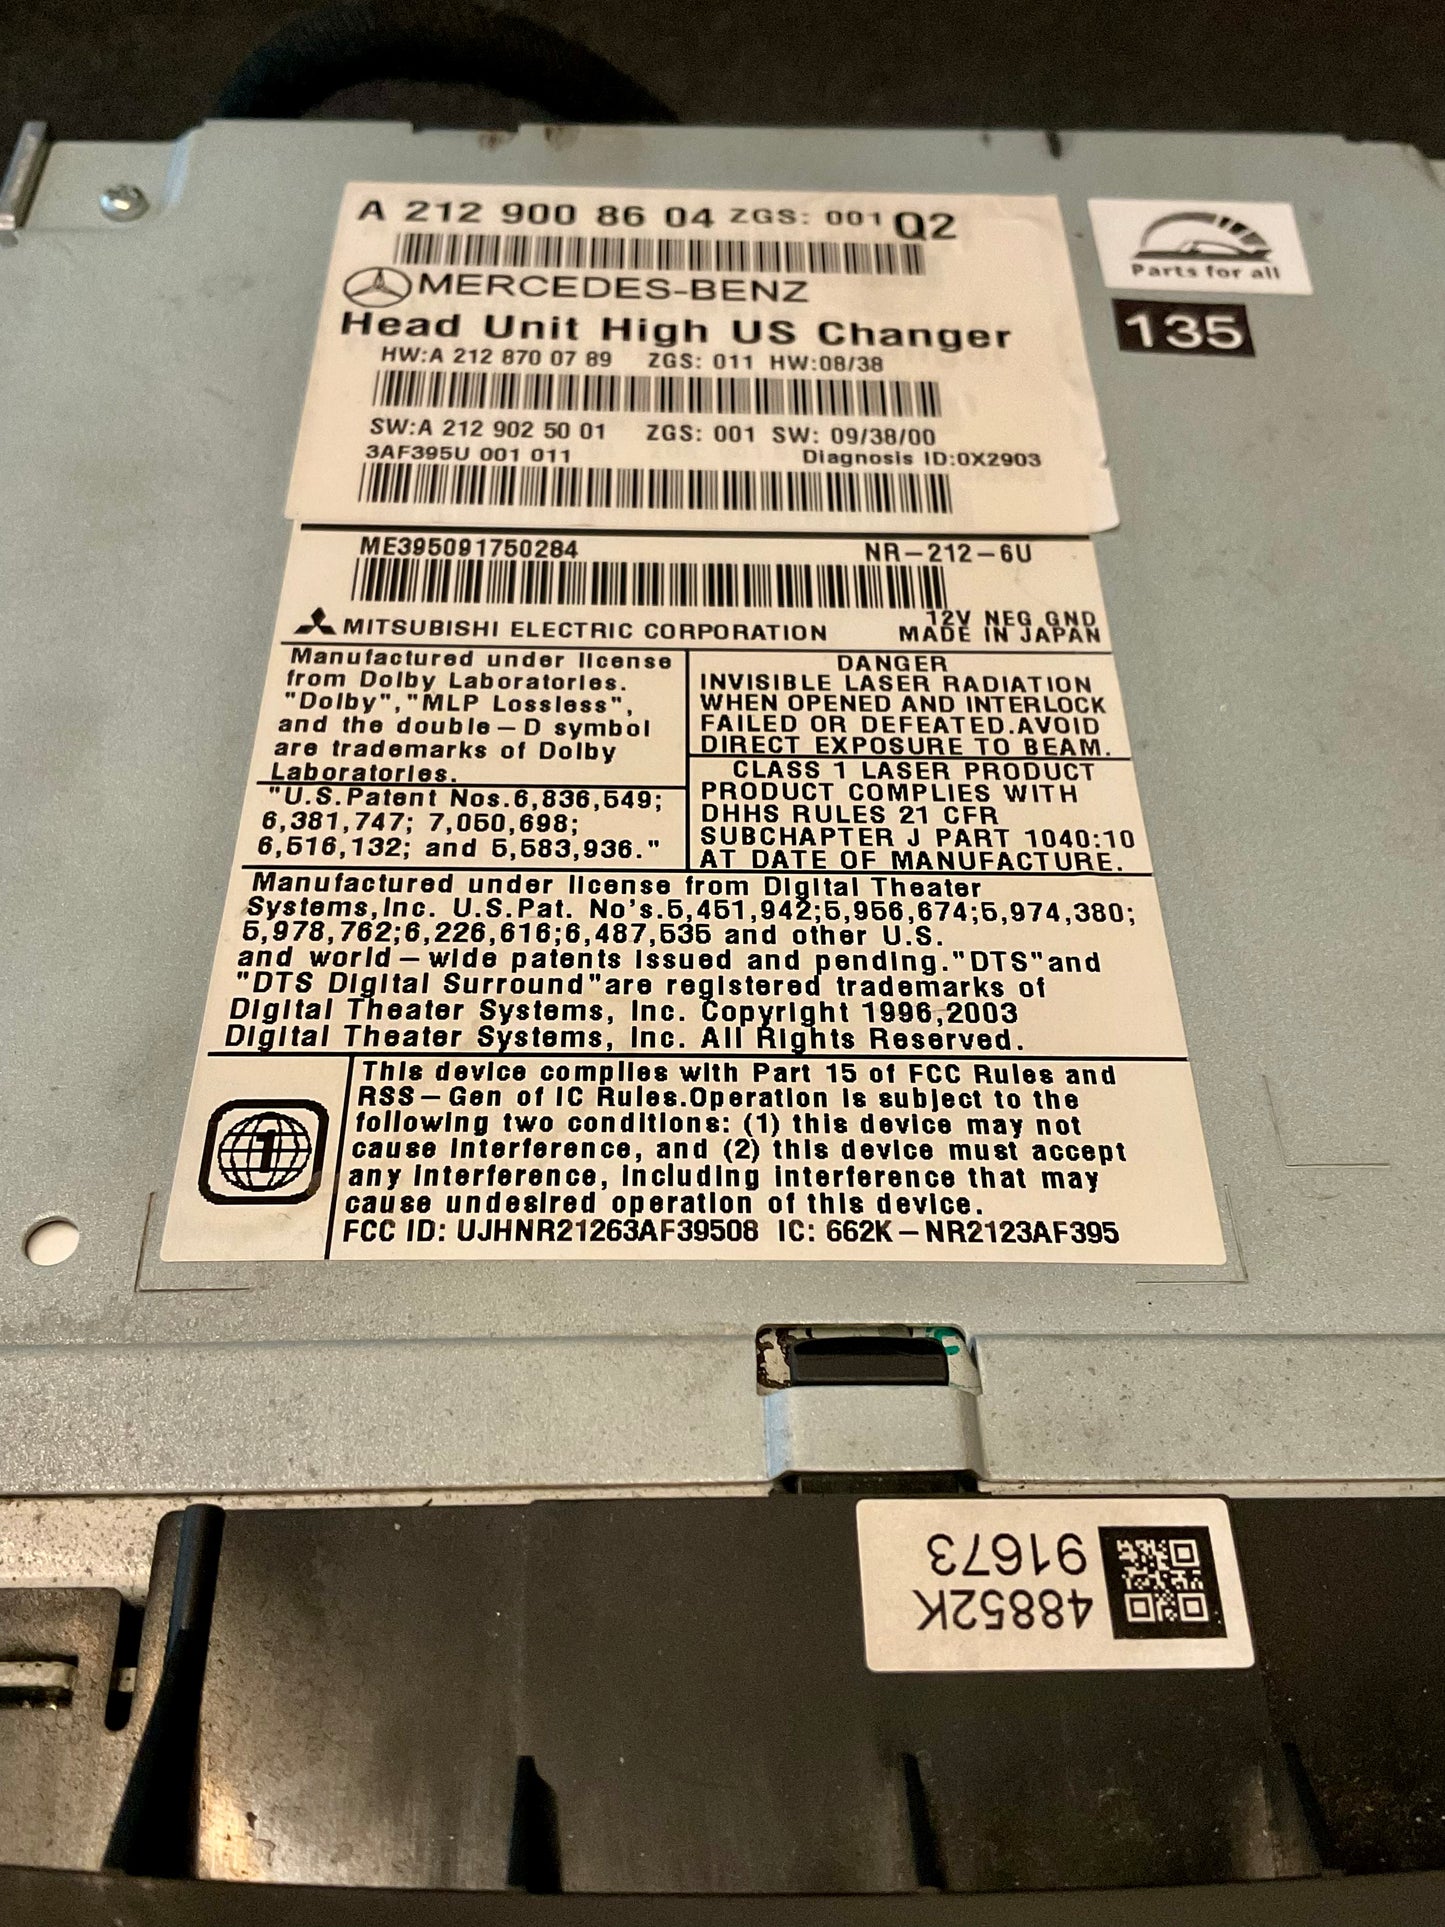 A 212 900 86 04 ZGS: 001 Q2
MERCEDES-BENZ
Head Unit High US Changer
HW:A 212 870 07 89 ZGS: 011 HW:08/38
SW:A 212 902 50 01 ZGS: 001 SW: 09/38/00
3AF395U 001 011 Diagnosis ID:0X2903
Parts for all
135
ME395091750284 NR-212-6U
12V NEG GND
MITSUBISHI ELECTRIC CORPORATION MADE IN JAPAN
Manufactured under license
from Dolby Laboratories.
"Dolby","MLP Lossless",
and the double-D symbol
are trademarks of Dolby
Laboratories.
"U.S.Patent Nos.6,836,549;
6,381,747; 7,050,698;
6,516,132; and 5,583,936."
DANGER
INVISIBLE LASER RADIATION
WHEN OPENED AND INTERLOCK
FAILED OR DEFEATED.AVOID
DIRECT EXPOSURE TO BEAM.
CLASS 1 LASER PRODUCT
PRODUCT COMPLIES WITH
DHHS RULES 21 CFR
SUBCHAPTER J PART 1040:10
AT DATE OF MANUFACTURE.
Manufactured under license from Digital Theater
Systems,Inc. U.S.Pat. No's.5,451,942;5,956,674;5,974,380;
5,978,762;6,226,616;6,487,535 and other U.S.
and world-wide patents issued and pending."DTS"and
"DTS Digital Surround"are registered trademarks of
Digital Theater Systems, Inc. Copyright 1996,2003
Digital Theater Systems, Inc. All Rights Reserved.
1
This device complies with Part 15 of FCC Rules and
RSS-Gen of IC Rules.Operation is subject to the
following two conditions: (1) this device may not
cause interference, and (2) this device must accept
any interference, including interference that may
cause undesired operation of this device.
FCC ID: UJHNR21263AF39508 IC: 662K-NR2123AF395
48852K
91673